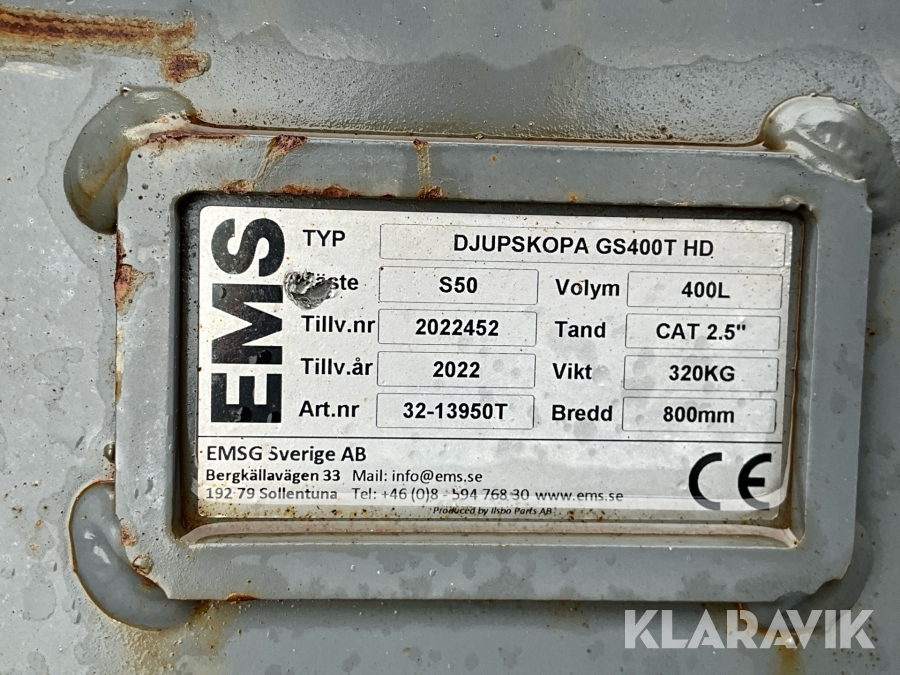 EMS
TYP DJUPSKOPA GS400T HD
S50 Volym 400L
Tillv.nr 2022452 Tand CAT 2.5"
Tillv.år 2022 Vikt 320KG
Art.nr 32-13950T Bredd 800mm
EMSG Sverige AB
Bergkällavägen 33 Mail: info@ems.se
192 79 Sollentuna Tel: +46 (0)8 - 594 768 30 www.ems.se
Produced by Ilsbo Parts AB
CE
KLARAVIK